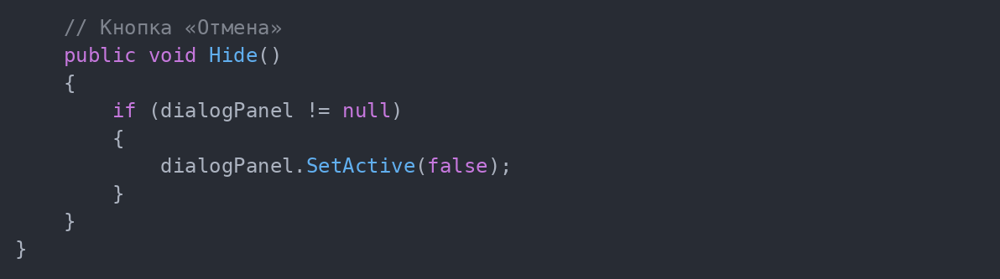 // Кнопка «Отмена»
    public void Hide()
    {
        if (dialogPanel != null)
        {
            dialogPanel.SetActive(false);
        }
    }
}